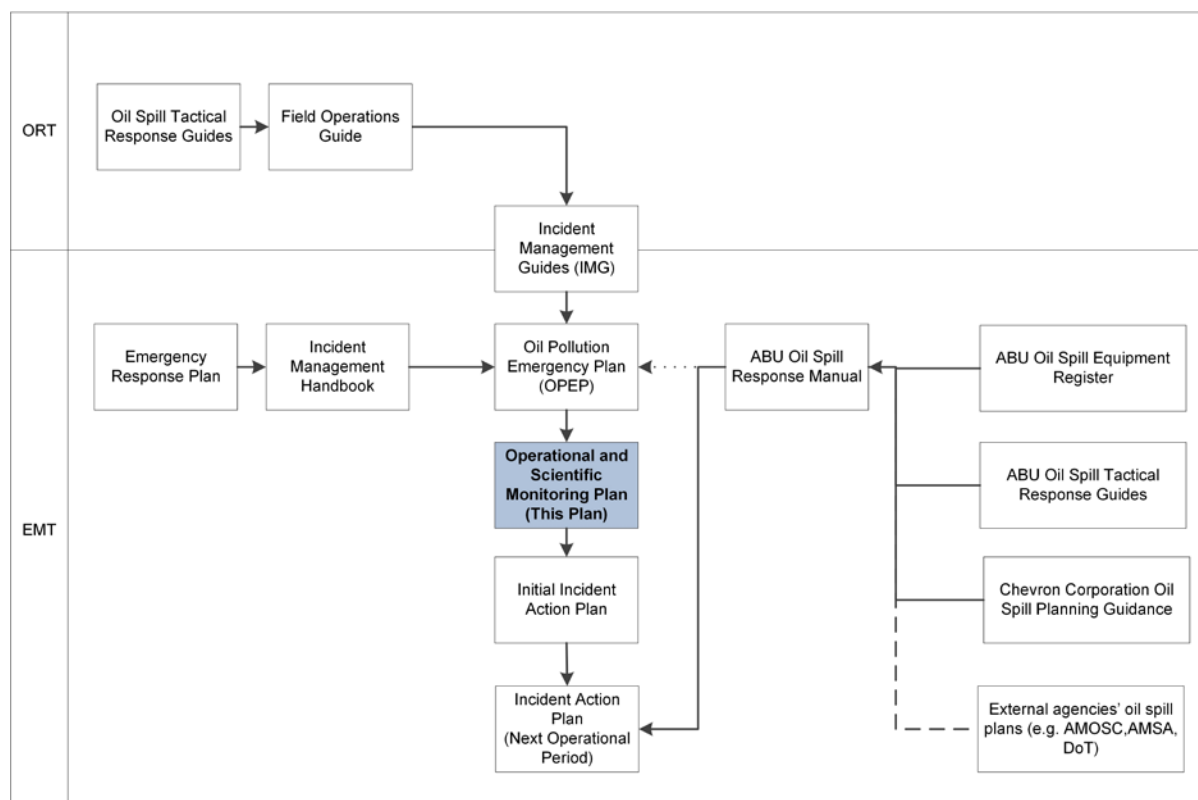 ORT
Oil Spill Tactical
Response Guides
Field Operations
Guide
Incident
Management
Guides (IMG)
EMT
Emergency
Response Plan
Incident
Management
Handbook
Oil Pollution
Emergency Plan
(OPEP)
ABU Oil Spill
Response Manual
ABU Oil Spill Equipment
Register
Operational and
Scientific
Monitoring Plan
(This Plan)
ABU Oil Spill Tactical
Response Guides
Initial Incident
Action Plan
Chevron Corporation Oil
Spill Planning Guidance
Incident Action
Plan
(Next Operational
Period)
External agencies’ oil spill
plans (e.g. AMOSC,AMSA,
DoT)